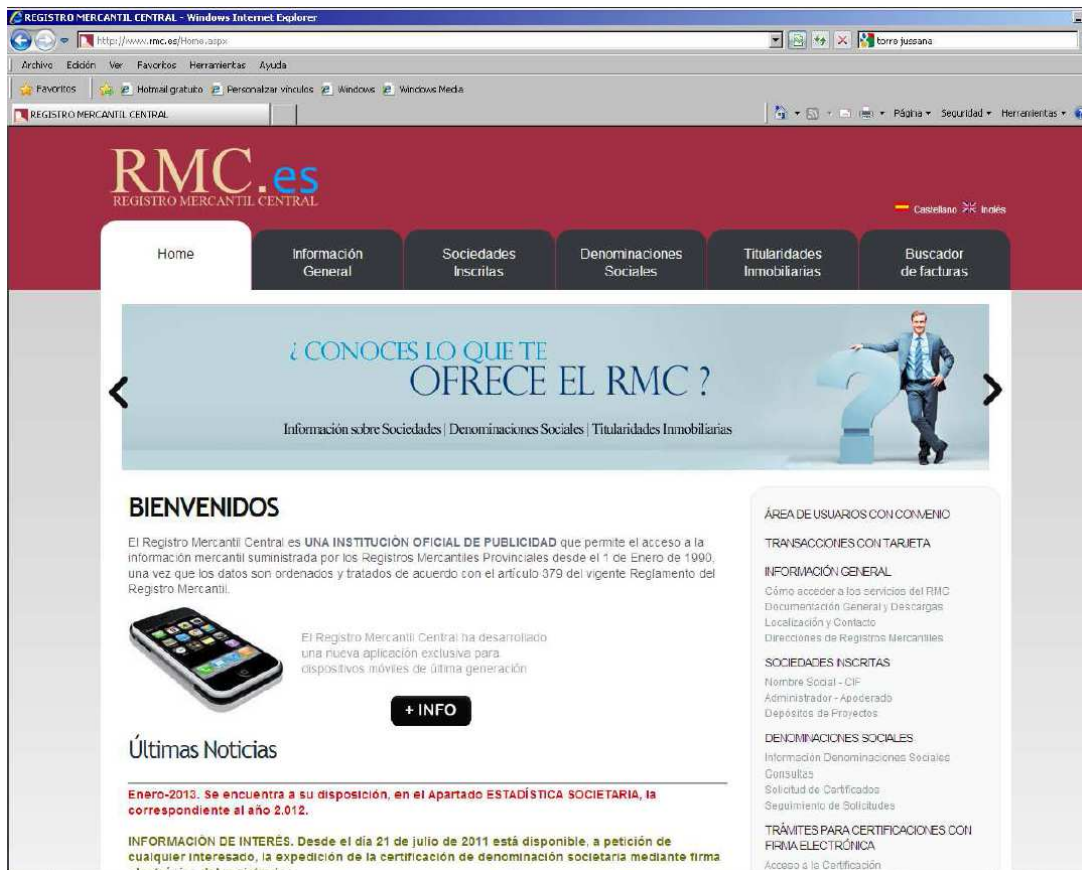 REGISTRO MERCANTIL CENTRAL - Windows Internet Explorer
http://www.rmc.es/Home.aspx
torre jussana
Archivo Edición Ver Favoritos Herramientas Ayuda
Favoritos Hotmail gratuito Personalizar vínculos Windows Windows Media
REGISTRO MERCANTIL CENTRAL
Página Seguridad Herramientas
RMC.es
REGISTRO MERCANTIL CENTRAL
Castellano Inglés
Home
Información
General
Sociedades
Inscritas
Denominaciones
Sociales
Titularidades
Inmobiliarias
Buscador
de facturas
¿ CONOCES LO QUE TE
OFRECE EL RMC ?
Información sobre Sociedades | Denominaciones Sociales | Titularidades Inmobiliarias
BIENVENIDOS
El Registro Mercantil Central es UNA INSTITUCIÓN OFICIAL DE PUBLICIDAD que permite el acceso a la
información mercantil suministrada por los Registros Mercantiles Provinciales desde el 1 de Enero de 1990,
una vez que los datos son ordenados y tratados de acuerdo con el artículo 379 del vigente Reglamento del
Registro Mercantil.
El Registro Mercantil Central ha desarrollado
una nueva aplicación exclusiva para
dispositivos móviles de última generación
+ INFO
Últimas Noticias
Enero-2013. Se encuentra a su disposición, en el Apartado ESTADÍSTICA SOCIETARIA, la
correspondiente al año 2.012.
INFORMACIÓN DE INTERÉS. Desde el día 21 de julio de 2011 está disponible, a petición de
cualquier interesado, la expedición de la certificación de denominación societaria mediante firma
ÁREA DE USUARIOS CON CONVENIO
TRANSACCIONES CON TARJETA
INFORMACIÓN GENERAL
Cómo acceder a los servicios del RMC
Documentación General y Descargas
Localización y Contacto
Direcciones de Registros Mercantiles
SOCIEDADES INSCRITAS
Nombre Social - CIF
Administrador - Apoderado
Depósitos de Proyectos
DENOMINACIONES SOCIALES
Información Denominaciones Sociales
Consultas
Solicitud de Certificados
Seguimiento de Solicitudes
TRÁMITES PARA CERTIFICACIONES CON
FIRMA ELECTRÓNICA
Acceso a la Certificación